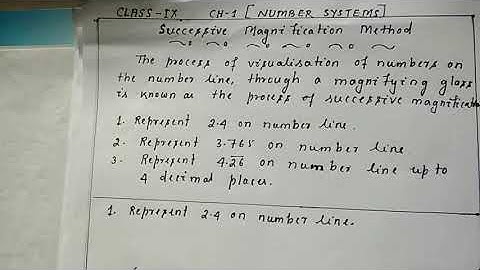 CLASS-IX CH-1 [NUMBER SYSTEMS]
Successive Magnification Method
The process of visualisation of numbers on
the number line, through a magnifying glass
is known as the process of successive magnificatio
1. Represent 2.4 on number line.
2. Represent 3.765 on number line
3. Represent 4.\overline{26} on number line up to
4 decimal places.
1. Represent 2.4 on number line.